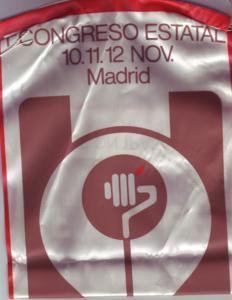 I CONGRESO ESTATAL
10.11.12 NOV.
Madrid